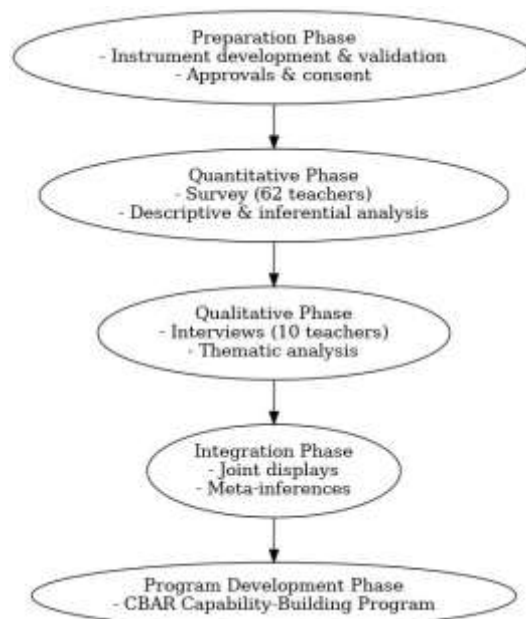 Preparation Phase
- Instrument development & validation
- Approvals & consent
Quantitative Phase
- Survey (62 teachers)
- Descriptive & inferential analysis
Qualitative Phase
- Interviews (10 teachers)
- Thematic analysis
Integration Phase
- Joint displays
- Meta-inferences
Program Development Phase
- CBAR Capability-Building Program